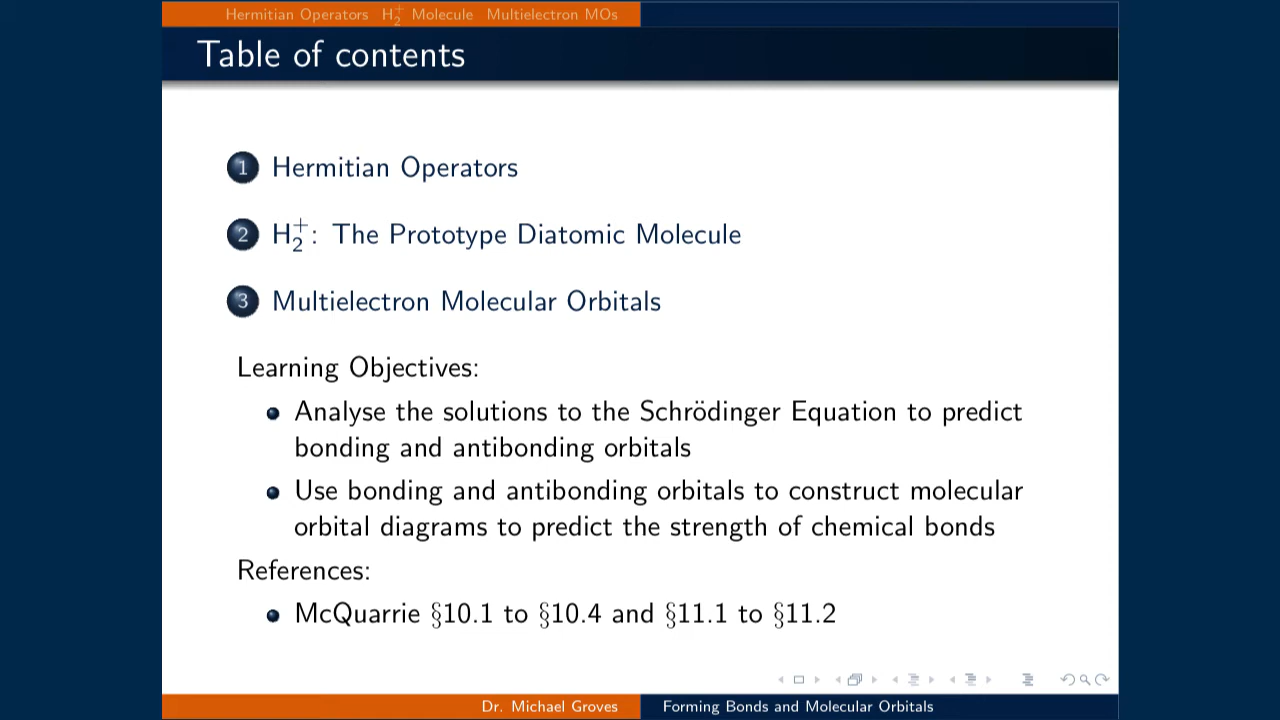 Hermitian Operators H₂⁺ Molecule Multielectron MOs
Table of contents
1 Hermitian Operators
2 H₂⁺: The Prototype Diatomic Molecule
3 Multielectron Molecular Orbitals
Learning Objectives:
Analyse the solutions to the Schrödinger Equation to predict
bonding and antibonding orbitals
Use bonding and antibonding orbitals to construct molecular
orbital diagrams to predict the strength of chemical bonds
References:
McQuarrie §10.1 to §10.4 and §11.1 to §11.2
Dr. Michael Groves Forming Bonds and Molecular Orbitals